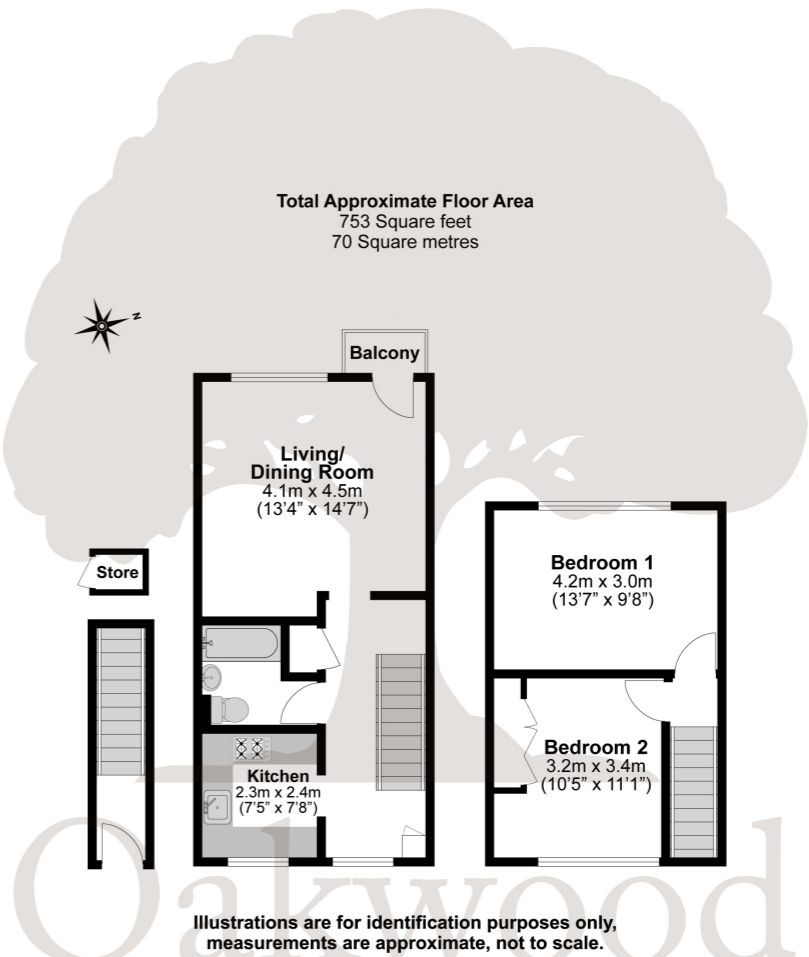 Total Approximate Floor Area
753 Square feet
70 Square metres
N
Balcony
Living/
Dining Room
4.1m x 4.5m
(13'4" x 14'7")
Store
Bedroom 1
4.2m x 3.0m
(13'7" x 9'8")
Bedroom 2
3.2m x 3.4m
(10'5" x 11'1")
Kitchen
2.3m x 2.4m
(7'5" x 7'8")
Oakwood
Illustrations are for identification purposes only,
measurements are approximate, not to scale.